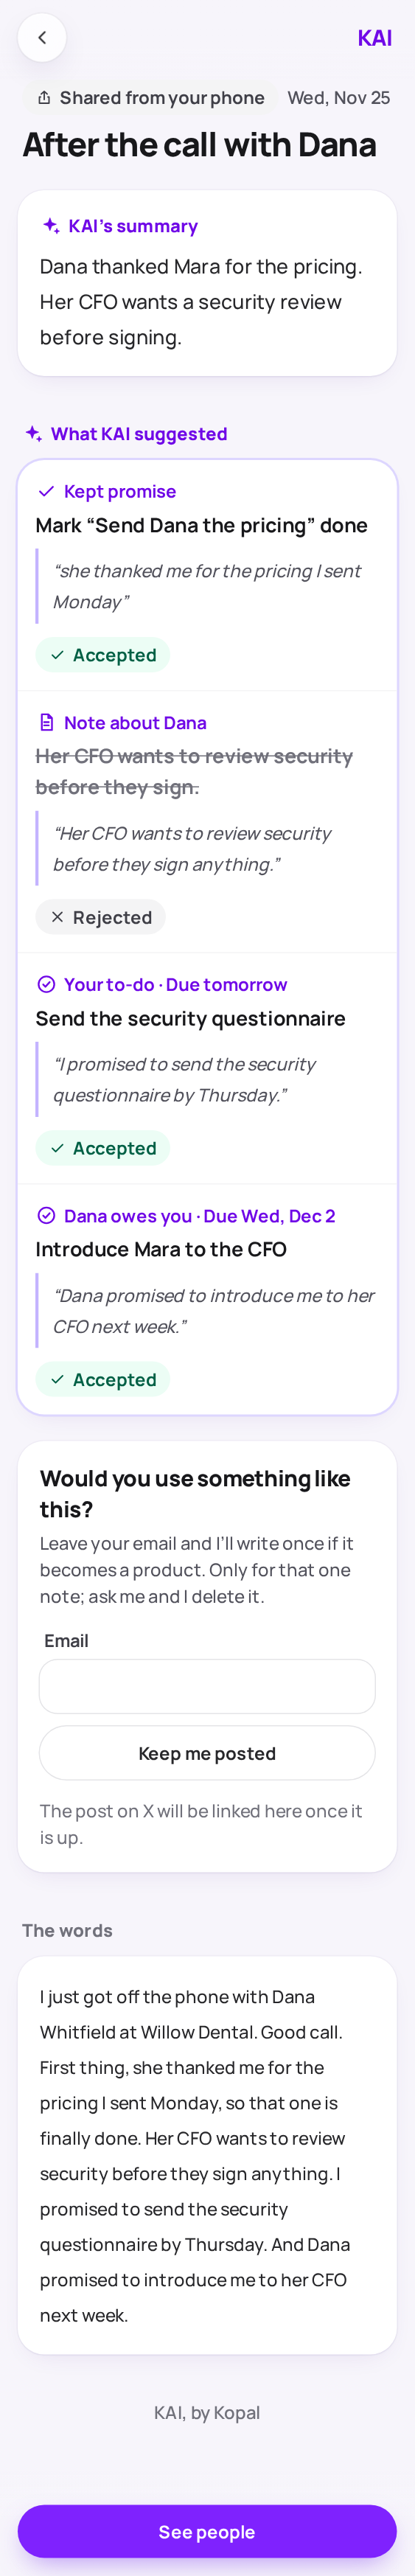 KAI
Shared from your phone Wed, Nov 25
After the call with Dana
KAI’s summary
Dana thanked Mara for the pricing.
Her CFO wants a security review
before signing.
What KAI suggested
Kept promise
Mark “Send Dana the pricing” done
“she thanked me for the pricing I sent
Monday”
Accepted
Note about Dana
Her CFO wants to review security
before they sign.
“Her CFO wants to review security
before they sign anything.”
Rejected
Your to-do · Due tomorrow
Send the security questionnaire
“I promised to send the security
questionnaire by Thursday.”
Accepted
Dana owes you · Due Wed, Dec 2
Introduce Mara to the CFO
“Dana promised to introduce me to her
CFO next week.”
Accepted
Would you use something like
this?
Leave your email and I’ll write once if it
becomes a product. Only for that one
note; ask me and I delete it.
Email
Keep me posted
The post on X will be linked here once it
is up.
The words
I just got off the phone with Dana
Whitfield at Willow Dental. Good call.
First thing, she thanked me for the
pricing I sent Monday, so that one is
finally done. Her CFO wants to review
security before they sign anything. I
promised to send the security
questionnaire by Thursday. And Dana
promised to introduce me to her CFO
next week.
KAI, by Kopal
See people